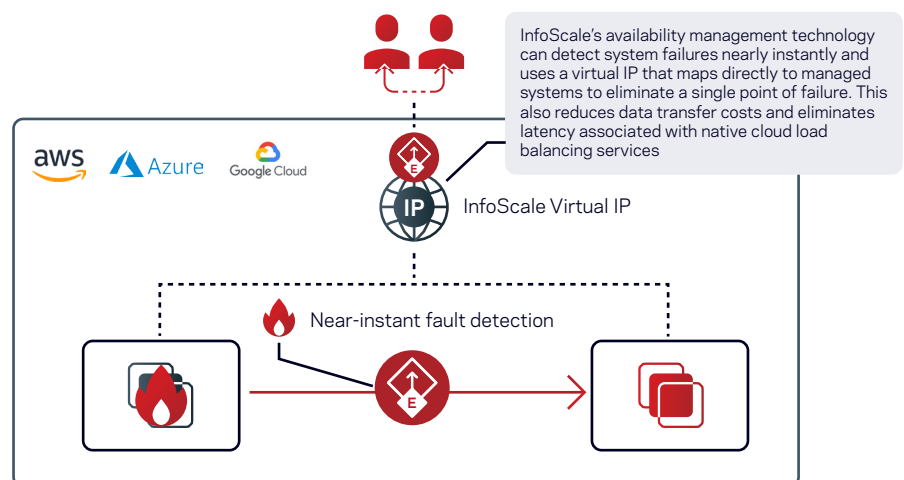 InfoScale's availability management technology
can detect system failures nearly instantly and
uses a virtual IP that maps directly to managed
systems to eliminate a single point of failure. This
also reduces data transfer costs and eliminates
latency associated with native cloud load
balancing services
aws
Azure
Google Cloud
E
IP
InfoScale Virtual IP
Near-instant fault detection
E